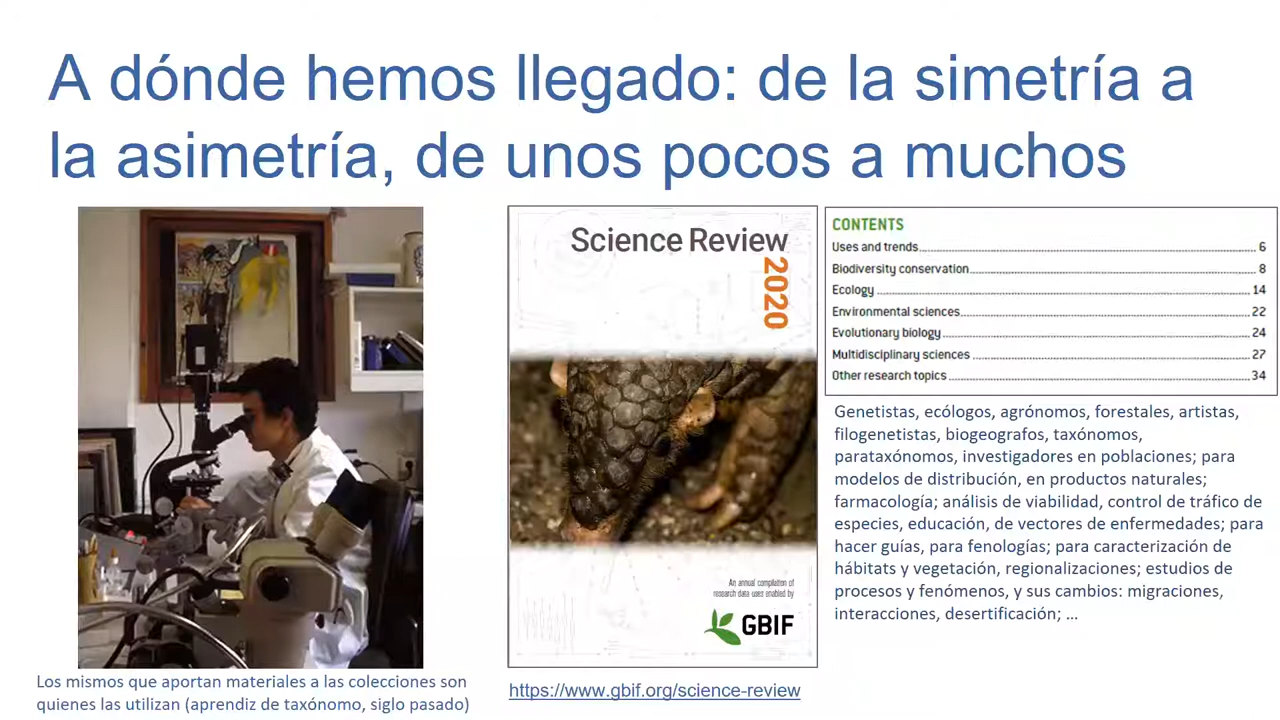 A dónde hemos llegado: de la simetría a
la asimetría, de unos pocos a muchos
Science Review
2020
An annual compilation of
research data uses enabled by
GBIF
CONTENTS
Uses and trends 6
Biodiversity conservation 8
Ecology 14
Environmental sciences 22
Evolutionary biology 24
Multidisciplinary sciences 27
Other research topics 34
Genetistas, ecólogos, agrónomos, forestales, artistas,
filogenetistas, biogeografos, taxónomos,
parataxónomos, investigadores en poblaciones; para
modelos de distribución, en productos naturales;
farmacología; análisis de viabilidad, control de tráfico de
especies, educación, de vectores de enfermedades; para
hacer guías, para fenologías; para caracterización de
hábitats y vegetación, regionalizaciones; estudios de
procesos y fenómenos, y sus cambios: migraciones,
interacciones, desertificación; ...
Los mismos que aportan materiales a las colecciones son
quienes las utilizan (aprendiz de taxónomo, siglo pasado)
https://www.gbif.org/science-review